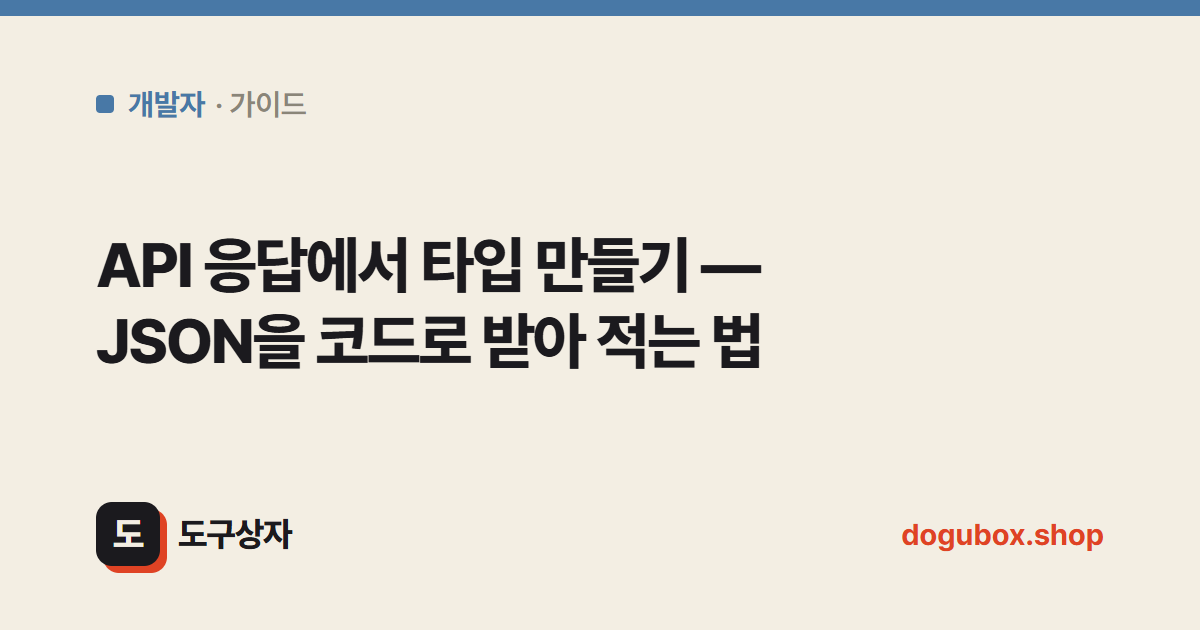 개발자 · 가이드
API 응답에서 타입 만들기 —
JSON을 코드로 받아 적는 법
도 도구상자
dogubox.shop